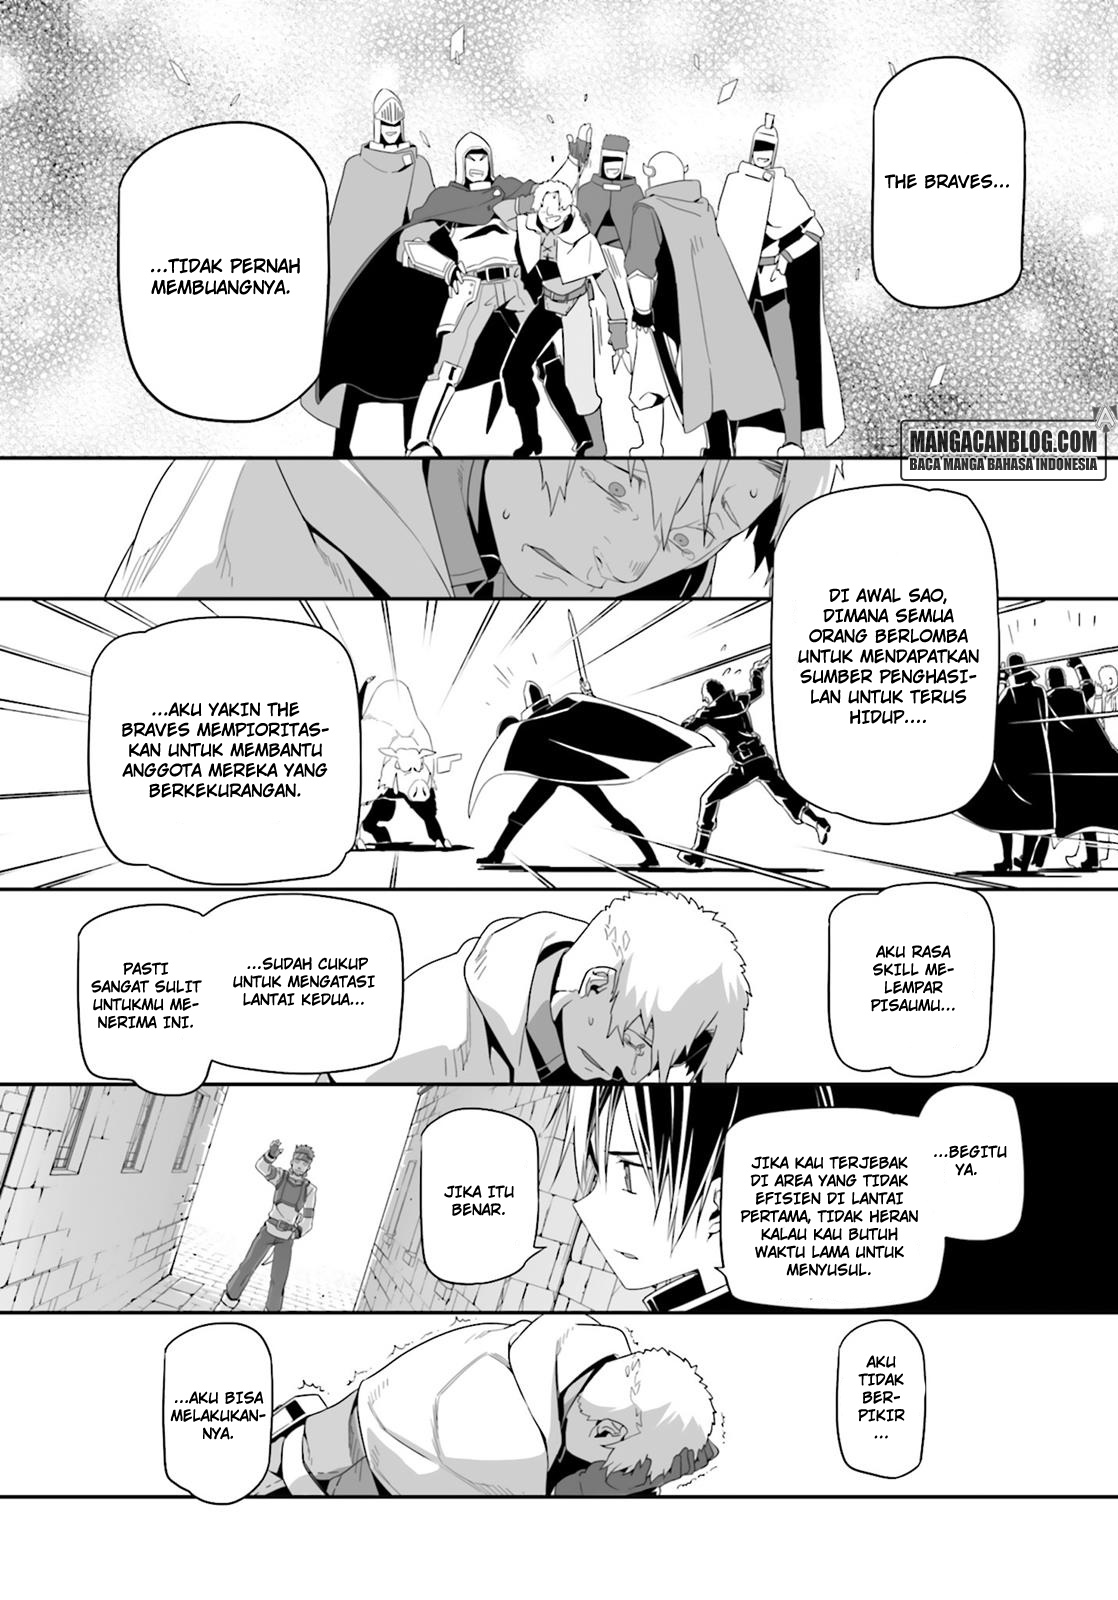 THE BRAVES...
...TIDAK PERNAH
MEMBUANGNYA.
MANGACANBLOG.COM
BACA MANGA BAHASA INDONESIA
DI AWAL SAO,
DIMANA SEMUA
ORANG BERLOMBA
UNTUK MENDAPATKAN
SUMBER PENGHASI-
LAN UNTUK TERUS
HIDUP....
...AKU YAKIN THE
BRAVES MEMPIORITAS-
KAN UNTUK MEMBANTU
ANGGOTA MEREKA YANG
BERKEKURANGAN.
AKU RASA
SKILL ME-
LEMPAR
PISAUMU...
...SUDAH CUKUP
UNTUK MENGATASI
LANTAI KEDUA...
PASTI
SANGAT SULIT
UNTUKMU ME-
NERIMA INI.
...BEGITU
YA.
JIKA KAU TERJEBAK
DI AREA YANG TIDAK
EFISIEN DI LANTAI
PERTAMA, TIDAK HERAN
KALAU KAU BUTUH
WAKTU LAMA UNTUK
MENYUSUL.
JIKA ITU
BENAR.
AKU
TIDAK
BER-
PIKIR
...
...AKU BISA
MELAKUKAN-
NYA.